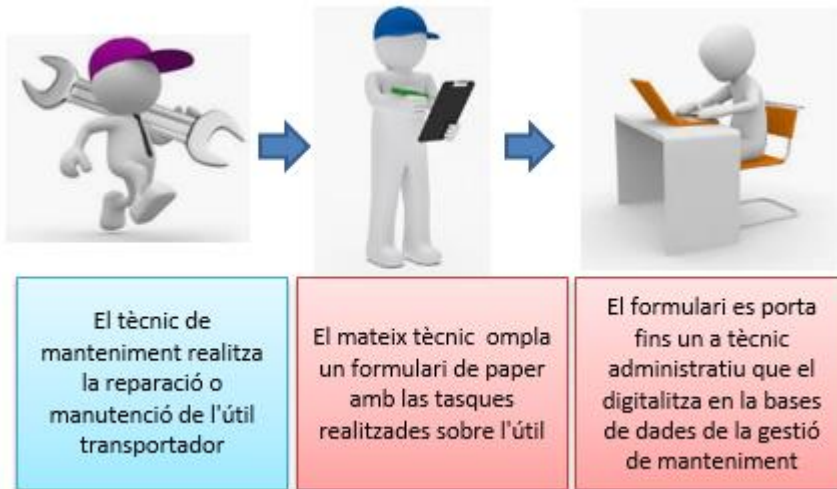 El tècnic de
manteniment realitza
la reparació o
manutenció de l'útil
transportador
El mateix tècnic ompla
un formulari de paper
amb las tasques
realitzades sobre l'útil
El formulari es porta
fins un a tècnic
administratiu que el
digitalitza en la bases
de dades de la gestió
de manteniment